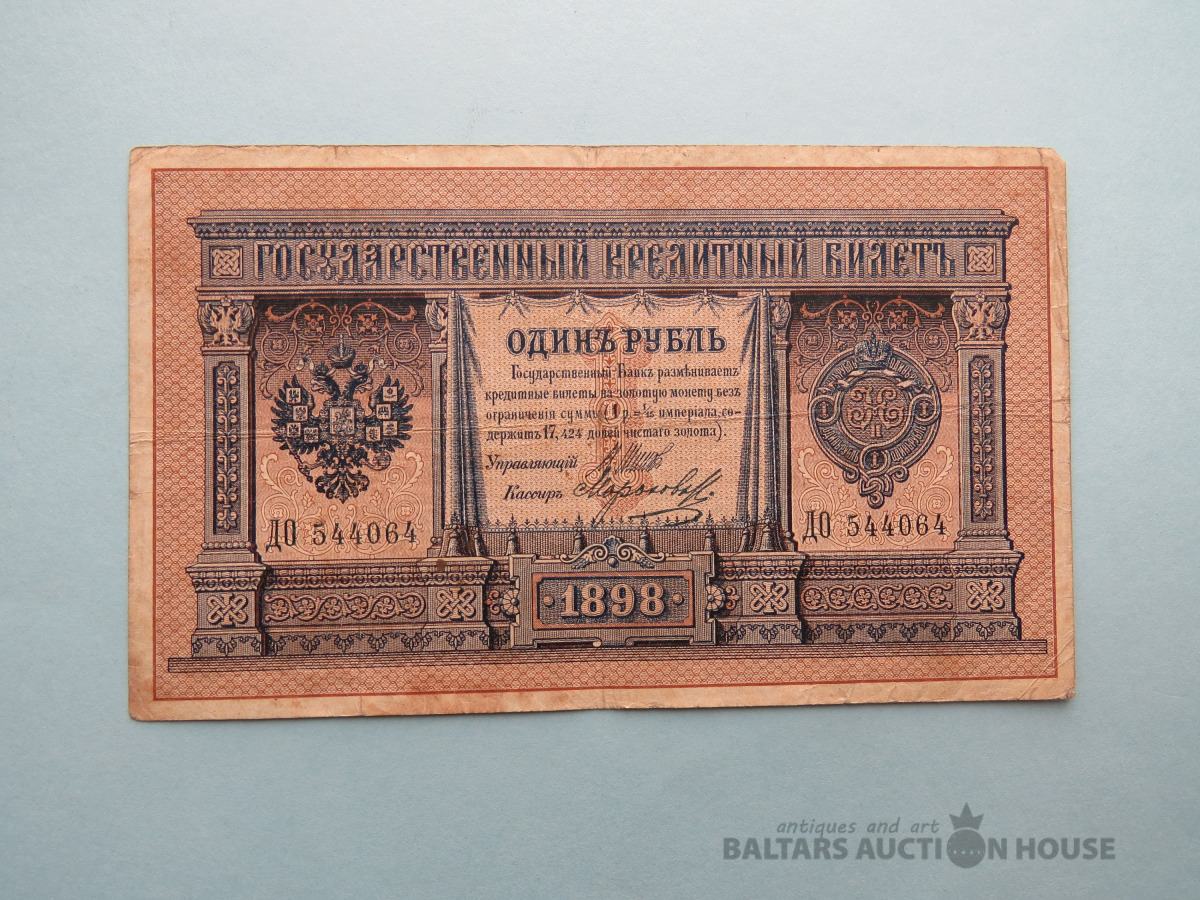 ГОСУДАРСТВЕННЫЙ КРЕДИТНЫЙ БИЛЕТЪ
ОДИНЪ РУБЛЬ
Государственный Банкъ размѣниваетъ
кредитные билеты на золотую монету безъ
ограниченія суммы (1 р. = 1/15 имперіала, со-
держитъ 17,424 долей чистаго золота).
Управляющій
Кассиръ
ДО 544064
ДО 544064
1898
antiques and art
BALTARS AUCTION HOUSE